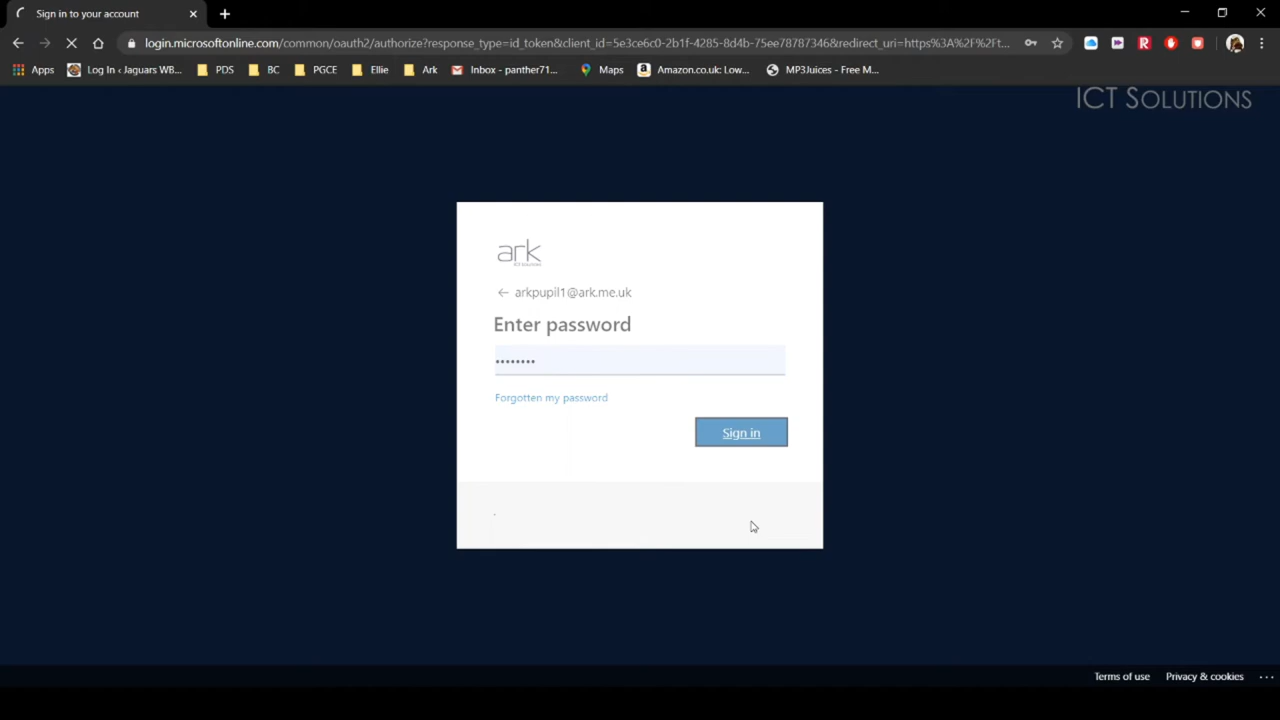 Sign in to your account
login.microsoftonline.com/common/oauth2/authorize?response_type=id_token&client_id=5e3ce6c0-2b1f-4285-8d4b-75ee78787346&redirect_uri=https%3A%2F%2Ft...
Apps Log In ‹ Jaguars WB... PDS BC PGCE Ellie Ark Inbox - panther71... Maps Amazon.co.uk: Low... MP3Juices - Free M...
ICT SOLUTIONS
ark
ICT Solutions
← arkpupil1@ark.me.uk
Enter password
••••••••
Forgotten my password
Sign in
Terms of use Privacy & cookies ...